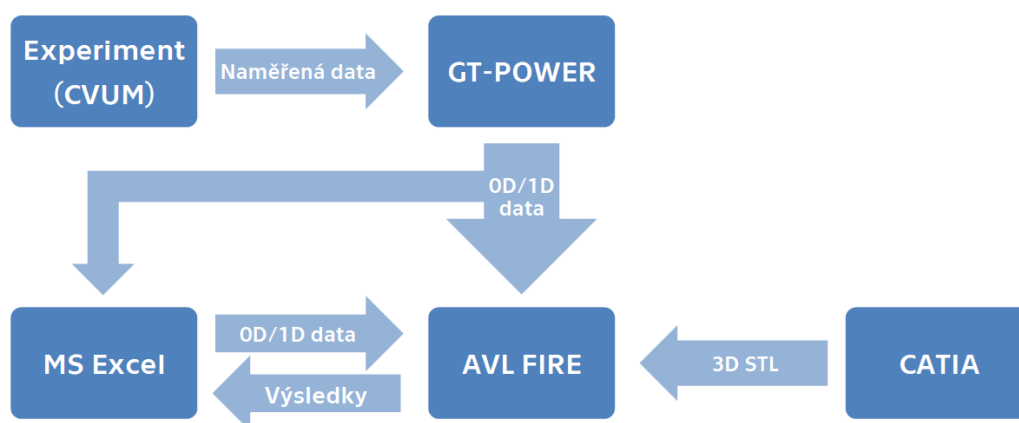 Experiment
(CVUM)
Naměřená data
GT-POWER
0D/1D
data
MS Excel
0D/1D data
Výsledky
AVL FIRE
3D STL
CATIA